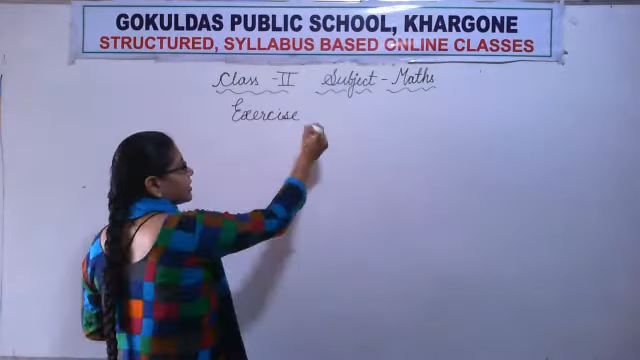 GOKULDAS PUBLIC SCHOOL, KHARGONE
STRUCTURED, SYLLABUS BASED ONLINE CLASSES
Class - II Subject - Maths
Exercise